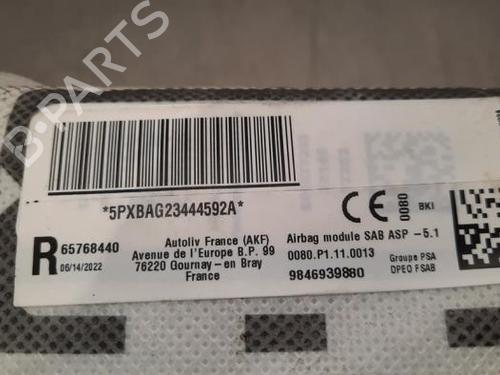 B-PARTS
*5PXBAG23444592A*
R 65768440
06/14/2022
Autoliv France (AKF)
Avenue de l'Europe B.P. 99
76220 Gournay-en Bray
France
CE 0080 BKI
Airbag module SAB ASP -5.1
0080.P1.11.0013 Groupe PSA
9846939880 OPEO FSAB